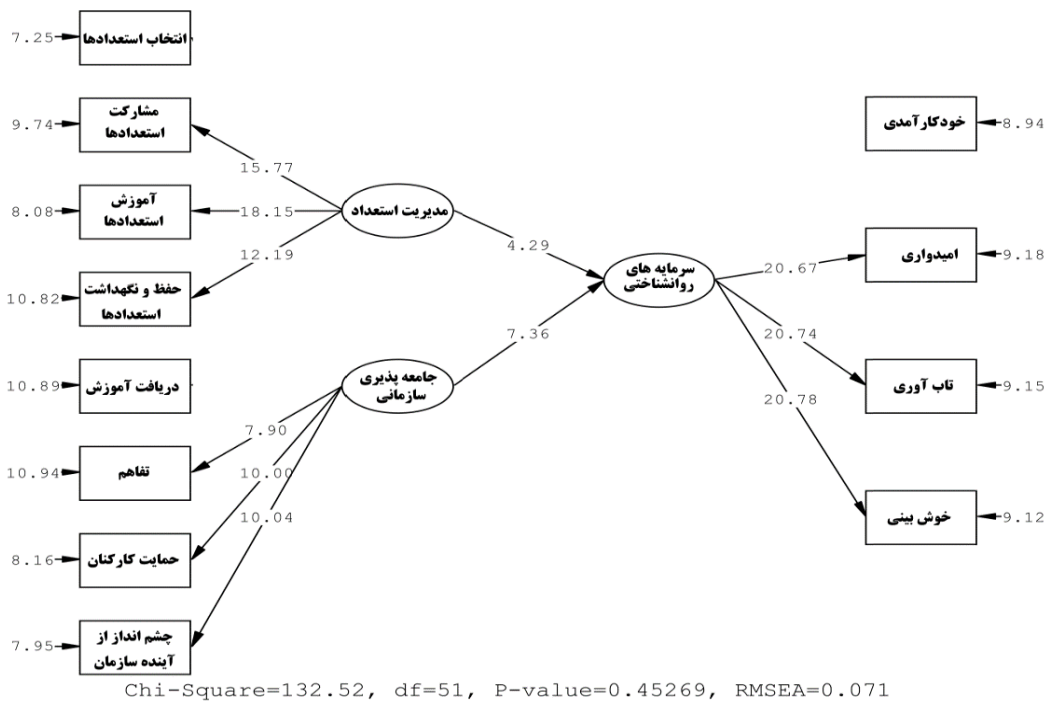 7.25
انتخاب استعدادها
9.74
مشارکت
استعدادها
15.77
8.08
آموزش
استعدادها
18.15
مدیریت استعداد
12.19
10.82
حفظ و نگهداشت
استعدادها
10.89
دریافت آموزش
جامعه پذیری
سازمانی
7.90
10.94
تفاهم
10.00
10.04
8.16
حمایت کارکنان
7.95
چشم انداز از
آینده سازمان
4.29
7.36
سرمایه های
روانشناختی
20.67
20.74
20.78
خودکارآمدی
8.94
امیدواری
9.18
تاب آوری
9.15
خوش بینی
9.12
Chi-Square=132.52, df=51, P-value=0.45269, RMSEA=0.071